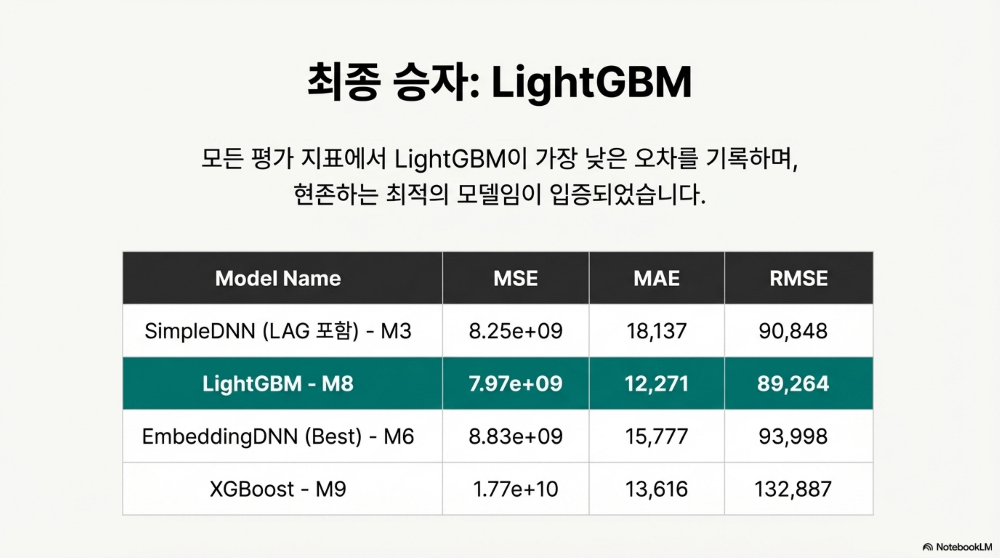 최종 승자: LightGBM
모든 평가 지표에서 LightGBM이 가장 낮은 오차를 기록하며,
현존하는 최적의 모델임이 입증되었습니다.
Model Name MSE MAE RMSE
SimpleDNN (LAG 포함) - M3 8.25e+09 18,137 90,848
LightGBM - M8 7.97e+09 12,271 89,264
EmbeddingDNN (Best) - M6 8.83e+09 15,777 93,998
XGBoost - M9 1.77e+10 13,616 132,887
NotebookLM